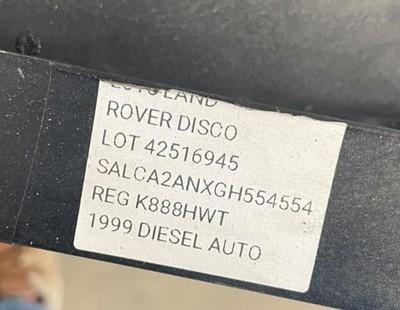 LAND
ROVER DISCO
LOT 42516945
SALCA2ANXGH554554
REG K888HWT
1999 DIESEL AUTO